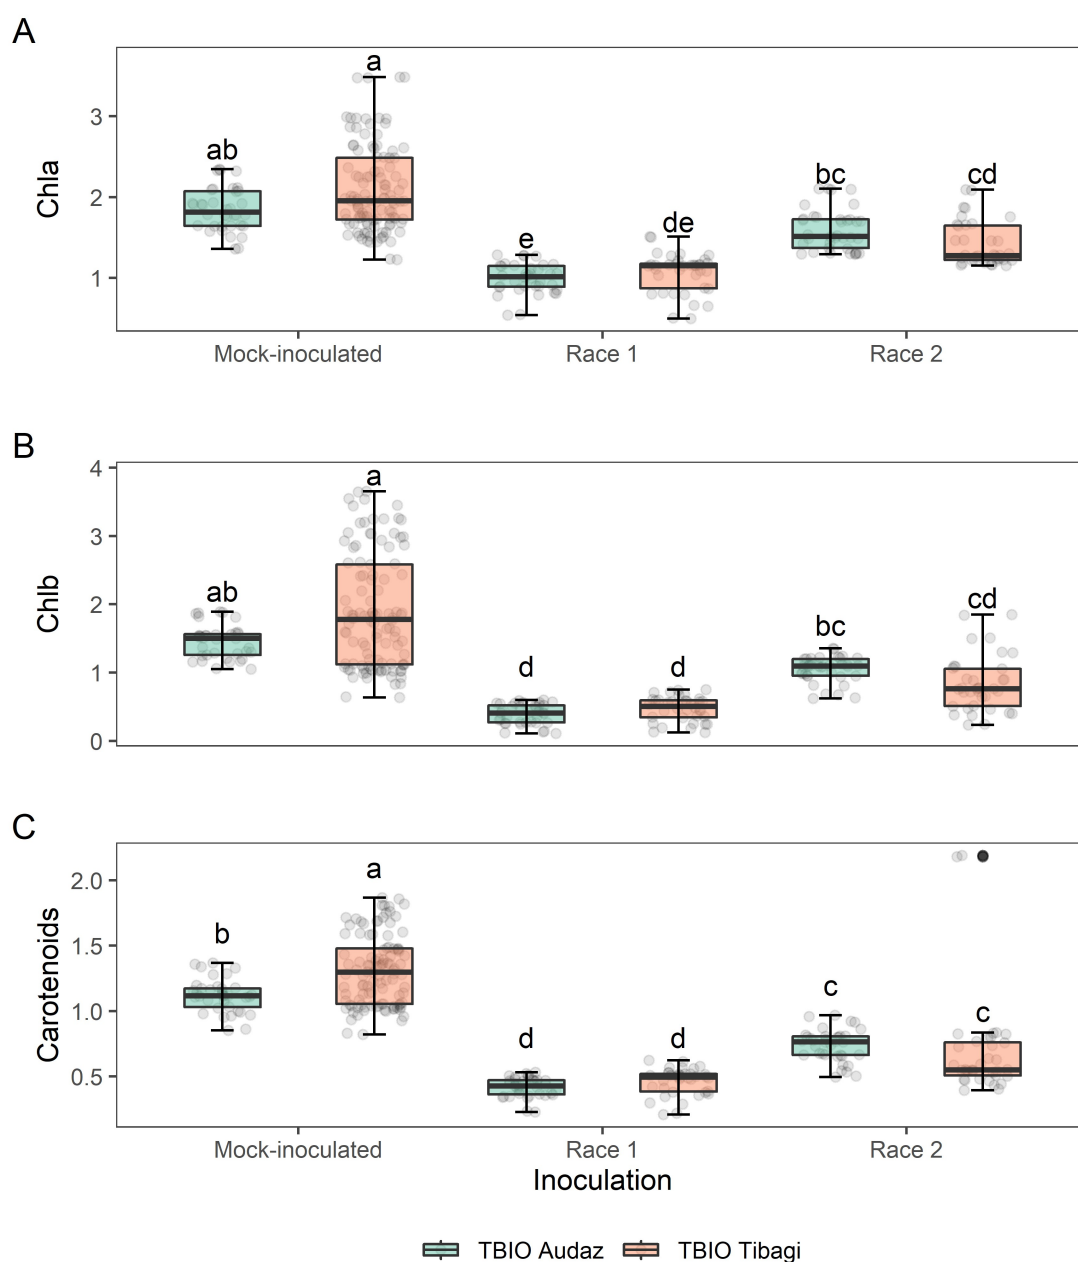 A
a
ab
bc
cd
e
de
3
2
1
Chla
Mock-inoculated Race 1 Race 2
B
4
3
2
1
0
Chlb
a
ab
cd
bc
d d
C
2.0
1.5
1.0
0.5
Carotenoids
a
b
c
c
d d
Mock-inoculated Race 1 Race 2
Inoculation
TBIO Audaz TBIO Tibagi